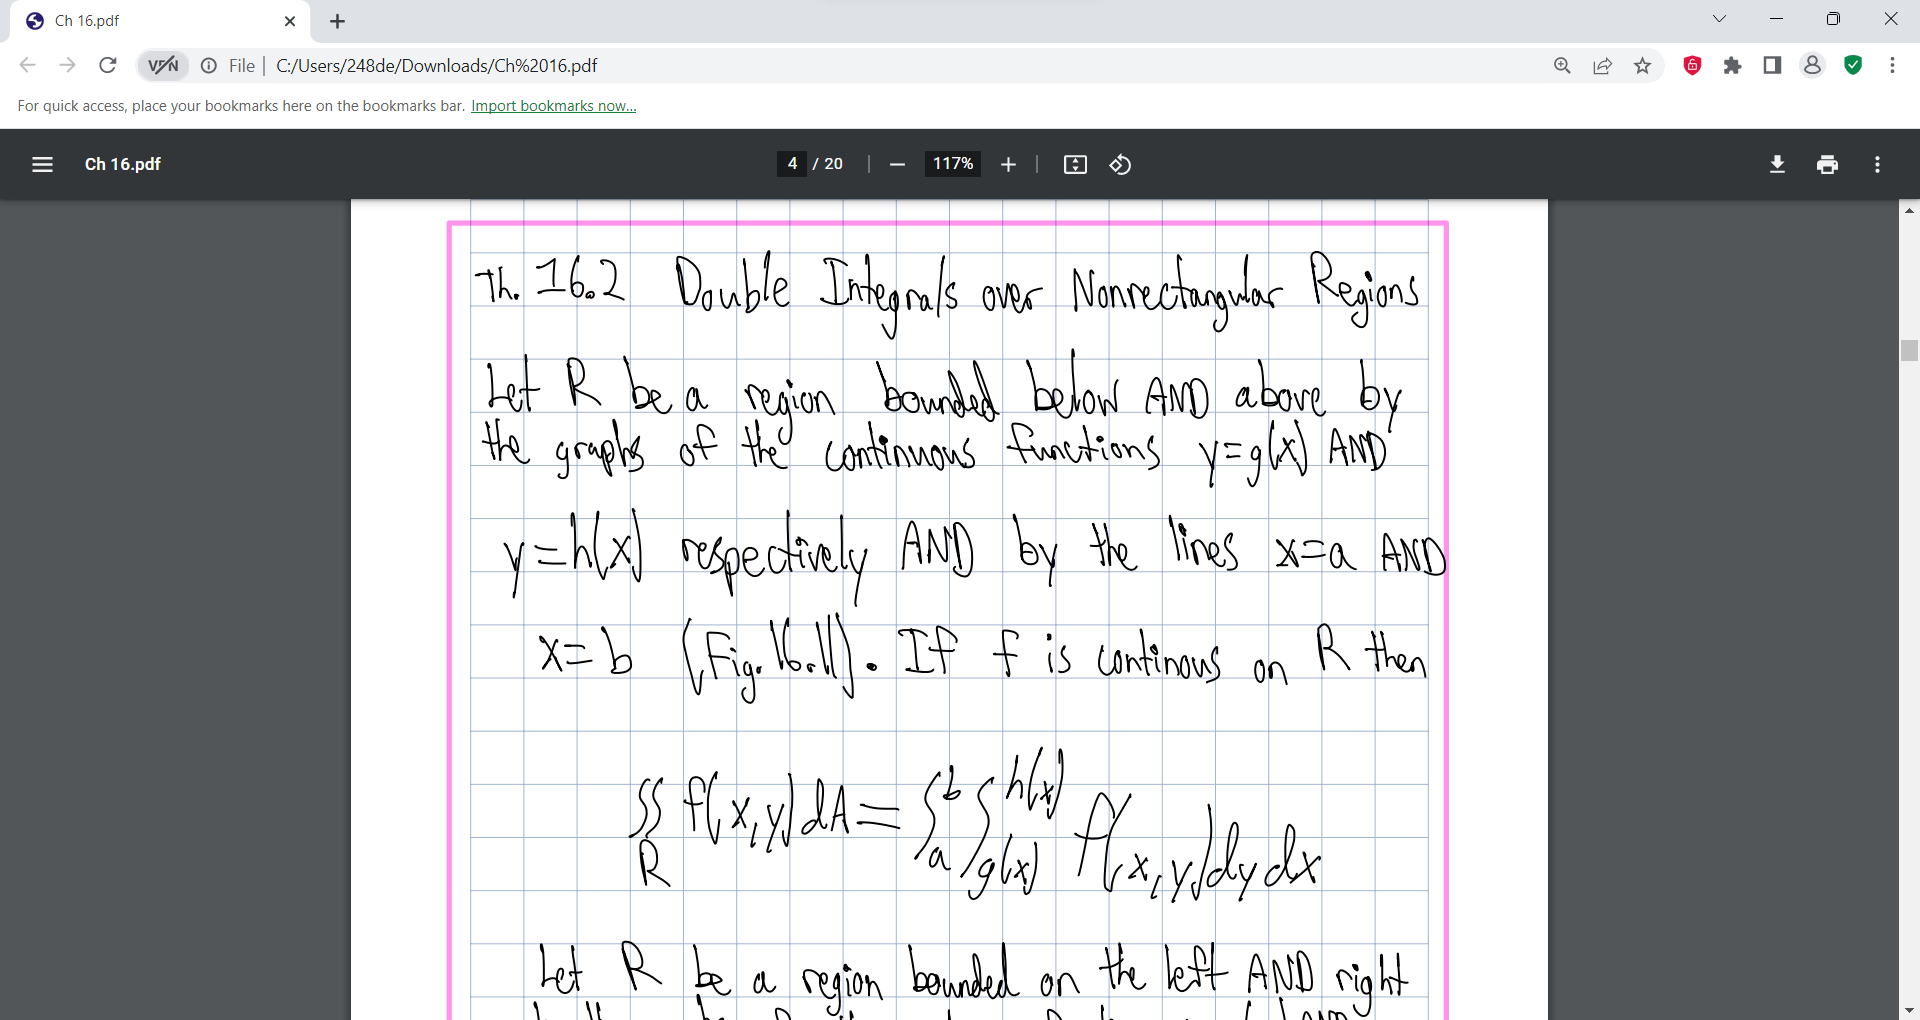 Ch 16.pdf
VPN File C:/Users/248de/Downloads/Ch%2016.pdf
For quick access, place your bookmarks here on the bookmarks bar. Import bookmarks now...
Ch 16.pdf 4 / 20 117%
Th. 16.2 Double Integrals over Nonrectangular Regions
Let R be a region bounded below AND above by
the graphs of the continuous functions y=g(x) AND
y=h(x) respectively AND by the lines x=a AND
x=b (Fig. 16.11). If f is continous on R then
∬_R f(x,y)dA = ∫_a^b ∫_{g(x)}^{h(x)} f(x,y)dydx
Let R be a region bounded on the left AND right